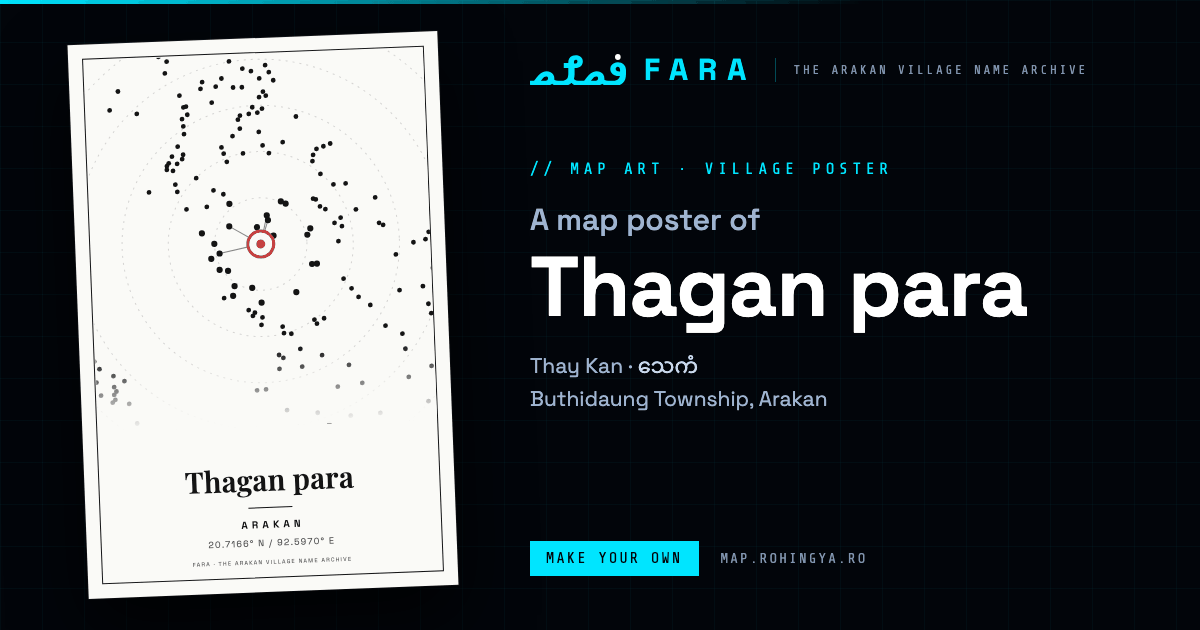 FARA
THE ARAKAN VILLAGE NAME ARCHIVE
// MAP ART · VILLAGE POSTER
A map poster of
Thagan para
Thay Kan · သေကံ
Buthidaung Township, Arakan
MAKE YOUR OWN
MAP.ROHINGYA.RO
Thagan para
ARAKAN
20.7166° N / 92.5970° E
FARA · THE ARAKAN VILLAGE NAME ARCHIVE